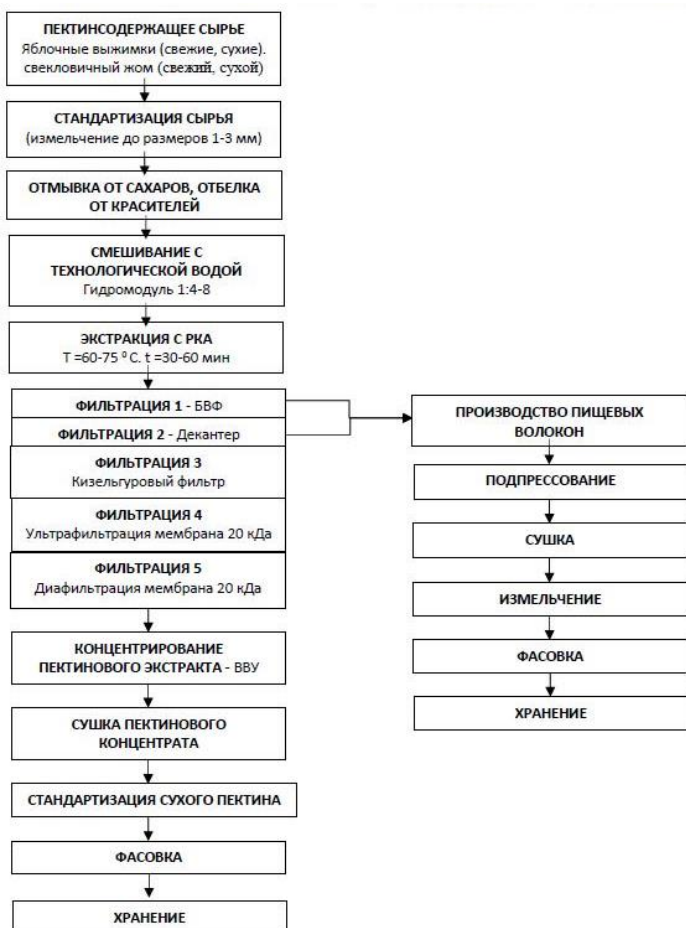 ПЕКТИНСОДЕРЖАЩЕЕ СЫРЬЕ
Яблочные выжимки (свежие, сухие).
свекловичный жом (свежий, сухой)
СТАНДАРТИЗАЦИЯ СЫРЬЯ
(измельчение до размеров 1-3 мм)
ОТМЫВКА ОТ САХАРОВ, ОТБЕЛКА
ОТ КРАСИТЕЛЕЙ
СМЕШИВАНИЕ С
ТЕХНОЛОГИЧЕСКОЙ ВОДОЙ
Гидромодуль 1:4-8
ЭКСТРАКЦИЯ С РКА
T =60-75 ⁰ С. t =30-60 мин
ФИЛЬТРАЦИЯ 1 - БВФ
ФИЛЬТРАЦИЯ 2 - Декантер
ФИЛЬТРАЦИЯ 3
Кизельгуровый фильтр
ФИЛЬТРАЦИЯ 4
Ультрафильтрация мембрана 20 кДа
ФИЛЬТРАЦИЯ 5
Диафильтрация мембрана 20 кДа
КОНЦЕНТРИРОВАНИЕ
ПЕКТИНОВОГО ЭКСТРАКТА - ВВУ
СУШКА ПЕКТИНОВОГО
КОНЦЕНТРАТА
СТАНДАРТИЗАЦИЯ СУХОГО ПЕКТИНА
ФАСОВКА
ХРАНЕНИЕ
ПРОИЗВОДСТВО ПИЩЕВЫХ
ВОЛОКОН
ПОДПРЕССОВАНИЕ
СУШКА
ИЗМЕЛЬЧЕНИЕ
ФАСОВКА
ХРАНЕНИЕ